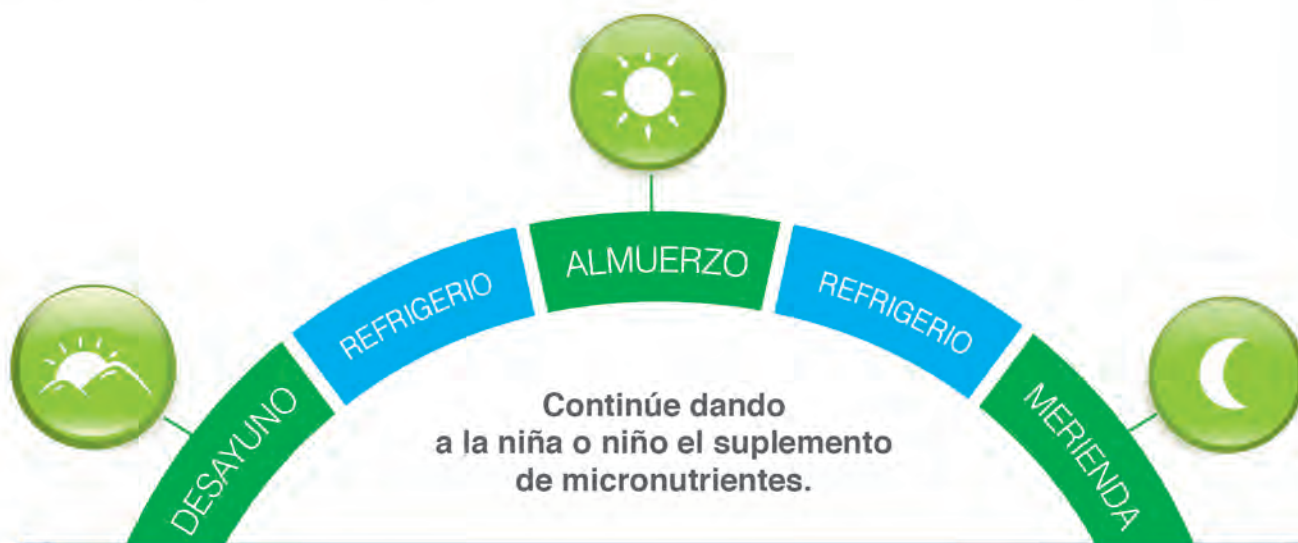 DESAYUNO
REFRIGERIO
ALMUERZO
REFRIGERIO
MERIENDA
Continúe dando
a la niña o niño el suplemento
de micronutrientes.